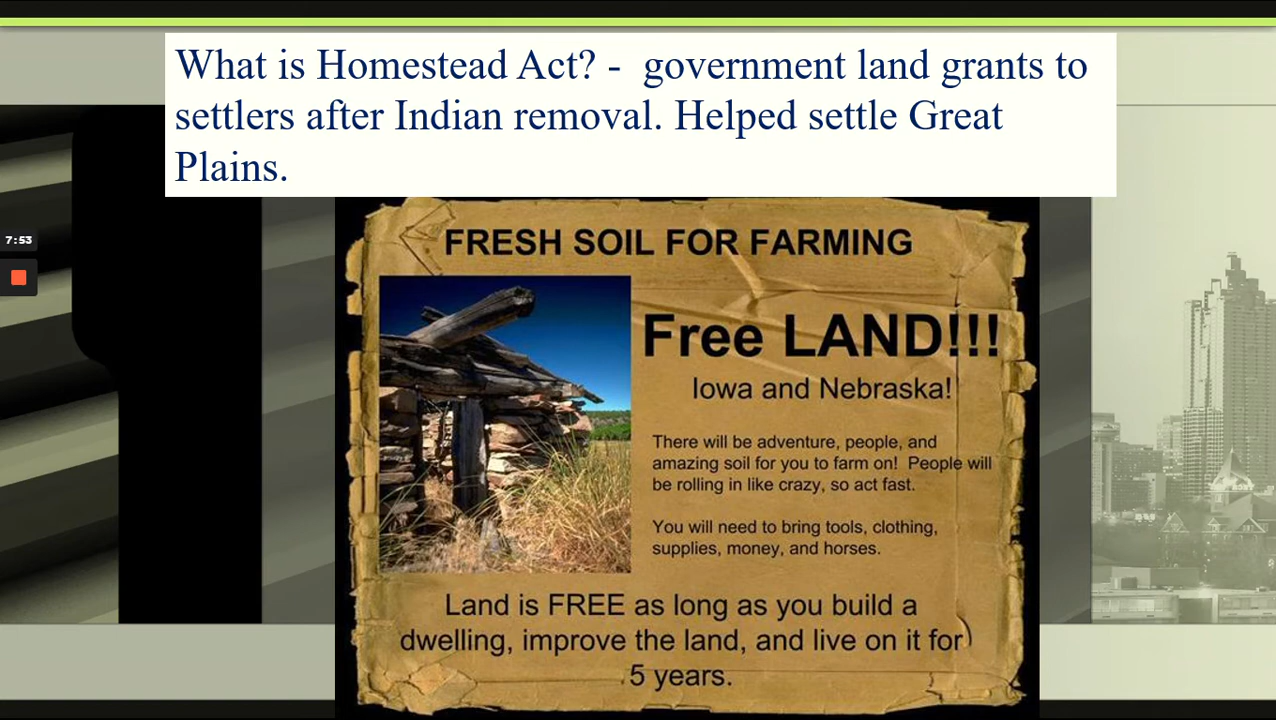 What is Homestead Act? -  government land grants to
settlers after Indian removal. Helped settle Great
Plains.
7:53
FRESH SOIL FOR FARMING
Free LAND!!!
Iowa and Nebraska!
There will be adventure, people, and
amazing soil for you to farm on!  People will
be rolling in like crazy, so act fast.
You will need to bring tools, clothing,
supplies, money, and horses.
Land is FREE as long as you build a
dwelling, improve the land, and live on it for
5 years.